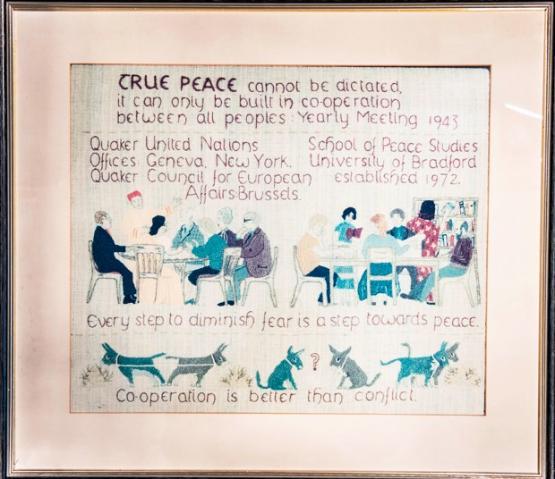 TRUE PEACE cannot be dictated,
it can only be built in co-operation
between all peoples: Yearly Meeting 1943
Quaker United Nations
Offices: Geneva, New York.
Quaker Council for European
Affairs: Brussels.
School of Peace Studies
University of Bradford
established 1972.
Every step to diminish fear is a step towards peace.
?
Co-operation is better than conflict.